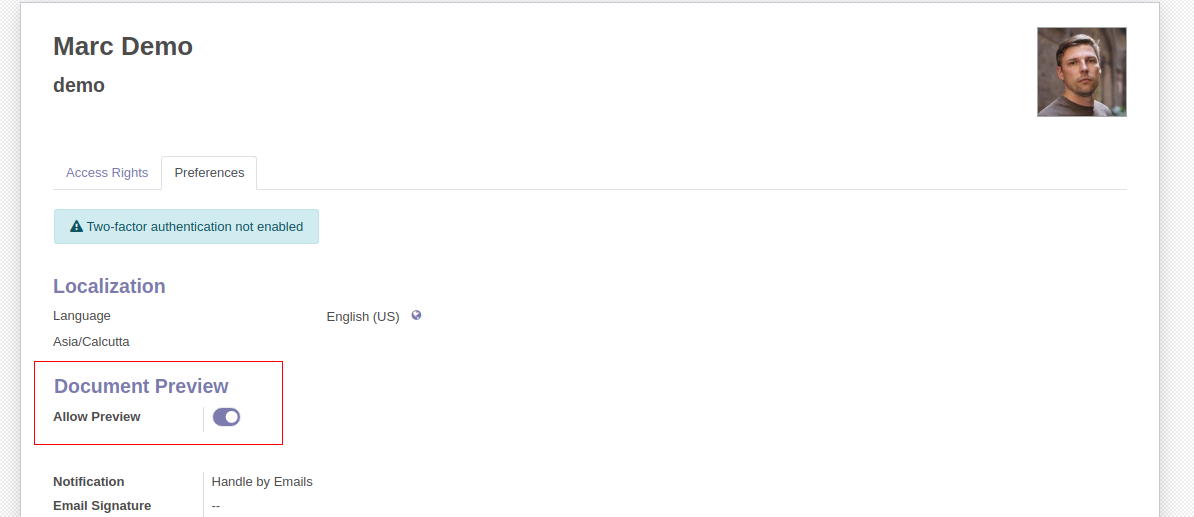 Marc Demo
demo
Access Rights Preferences
Two-factor authentication not enabled
Localization
Language English (US)
Asia/Calcutta
Document Preview
Allow Preview
Notification Handle by Emails
Email Signature --